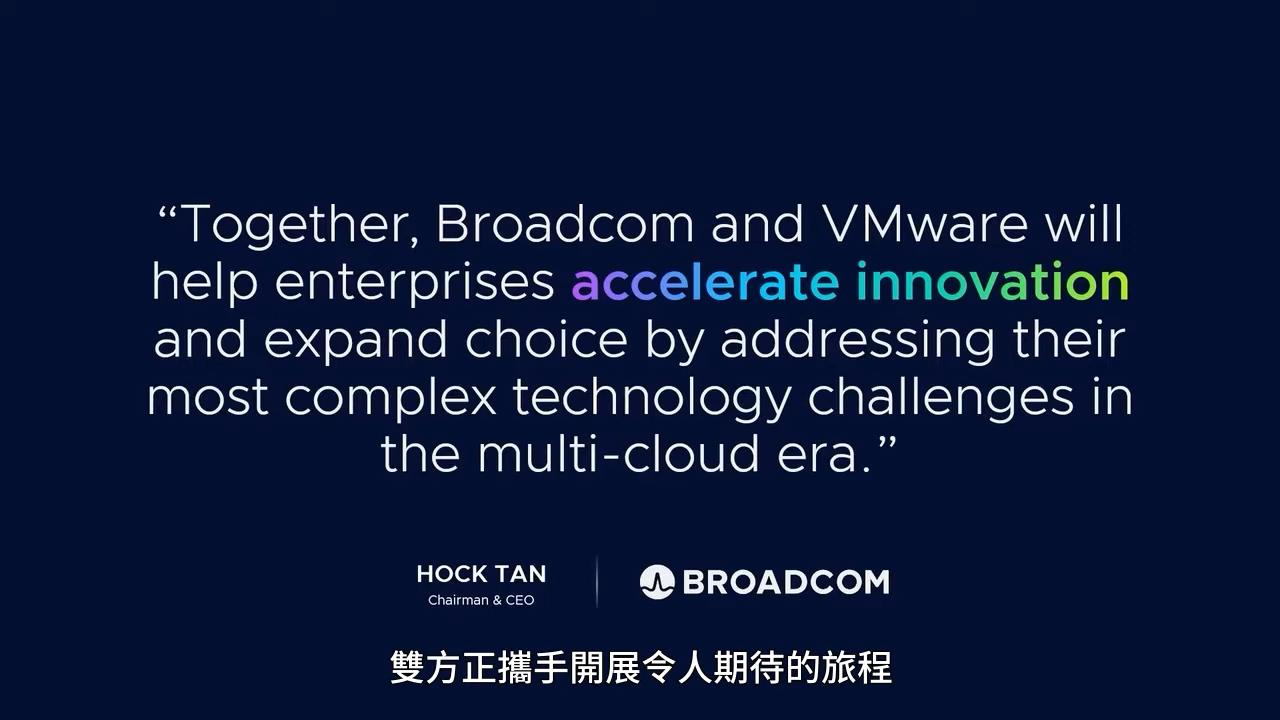 “Together, Broadcom and VMware will
help enterprises accelerate innovation
and expand choice by addressing their
most complex technology challenges in
the multi-cloud era.”
HOCK TAN
Chairman & CEO
BROADCOM
雙方正攜手開展令人期待的旅程